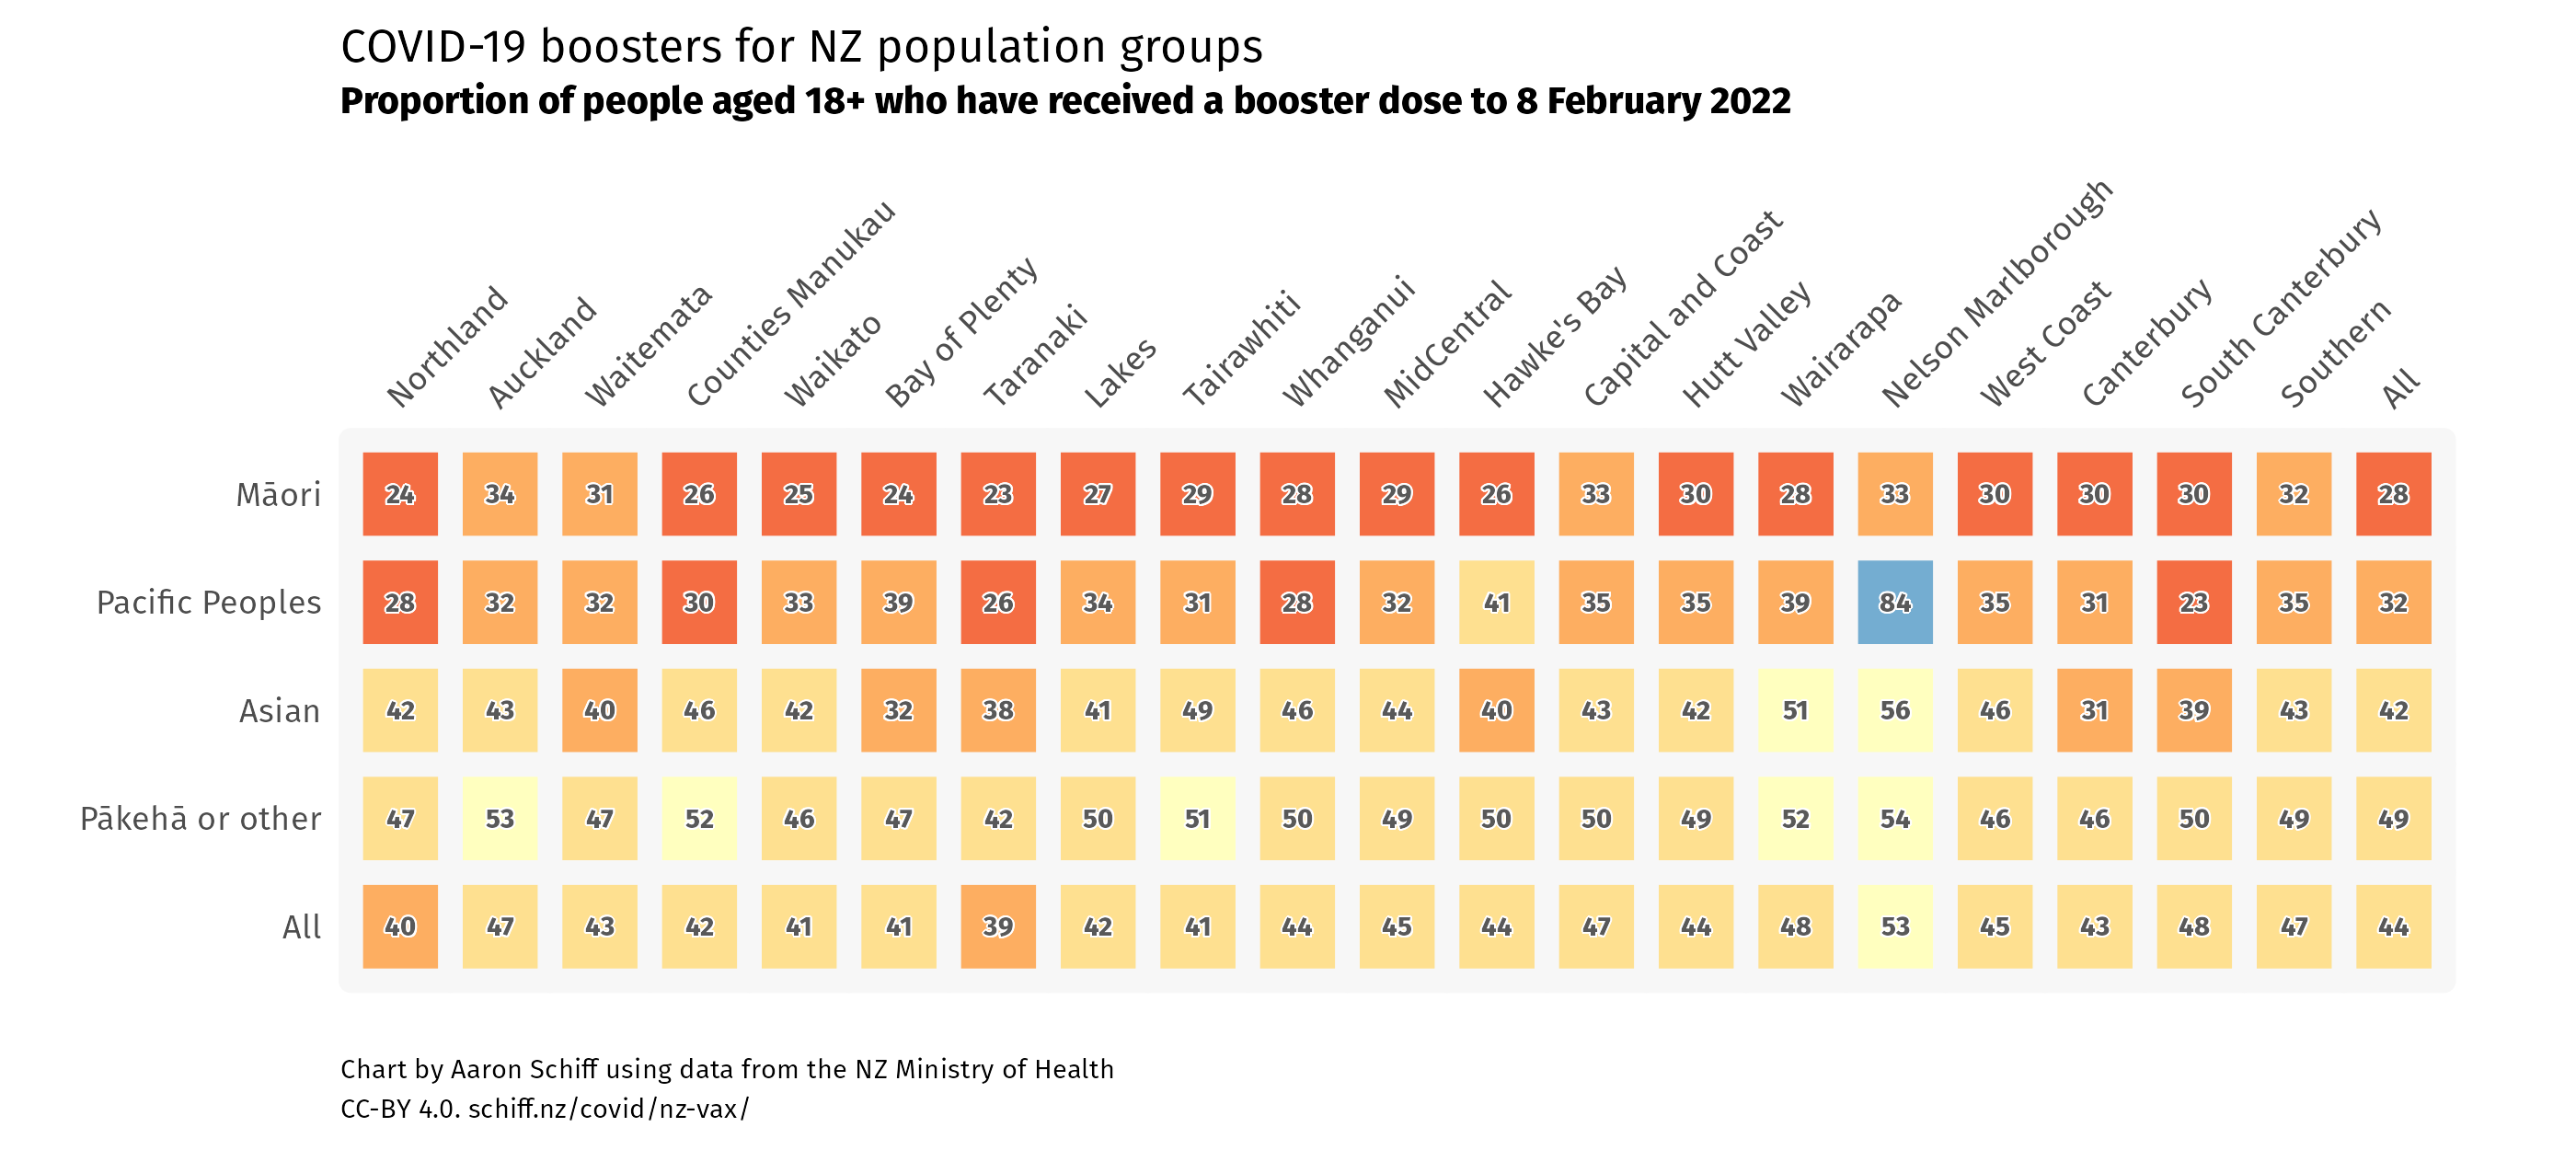 COVID-19 boosters for NZ population groups
Proportion of people aged 18+ who have received a booster dose to 8 February 2022
Northland Auckland Waitemata Counties Manukau Waikato Bay of Plenty Taranaki Lakes Tairawhiti Whanganui MidCentral Hawke's Bay Capital and Coast Hutt Valley Wairarapa Nelson Marlborough West Coast Canterbury South Canterbury Southern All
Māori 24 34 31 26 25 24 23 27 29 28 29 26 33 30 28 33 30 30 30 32 28
Pacific Peoples 28 32 32 30 33 39 26 34 31 28 32 41 35 35 39 84 35 31 23 35 32
Asian 42 43 40 46 42 32 38 41 49 46 44 40 43 42 51 56 46 31 39 43 42
Pākehā or other 47 53 47 52 46 47 42 50 51 50 49 50 50 49 52 54 46 46 50 49 49
All 40 47 43 42 41 41 39 42 41 44 45 44 47 44 48 53 45 43 48 47 44
Chart by Aaron Schiff using data from the NZ Ministry of Health
CC-BY 4.0. schiff.nz/covid/nz-vax/